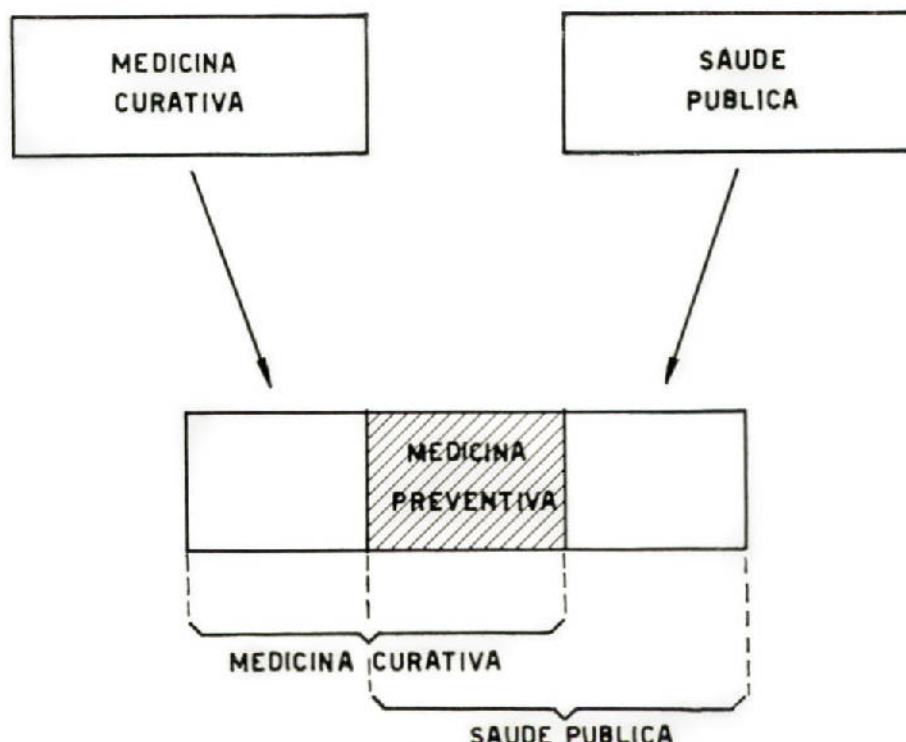 MEDICINA
CURATIVA
SAUDE
PUBLICA
MEDICINA
PREVENTIVA
MEDICINA CURATIVA
SAUDE PUBLICA